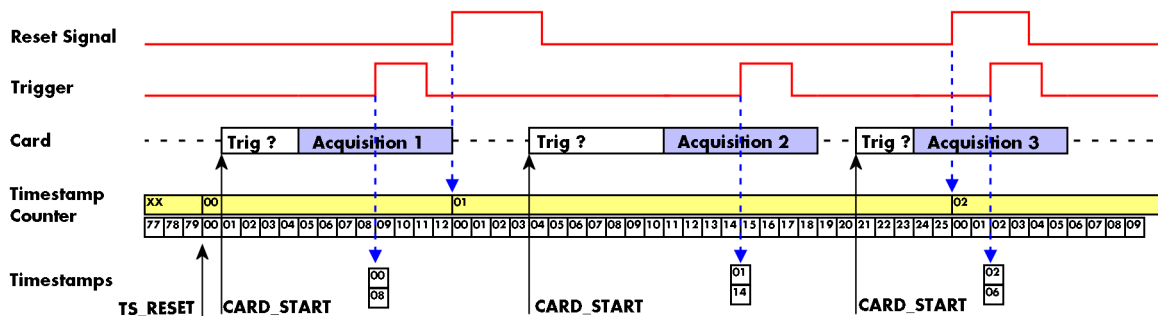 Reset Signal
Trigger
Card
Trig ?
Acquisition 1
Trig ?
Acquisition 2
Trig ?
Acquisition 3
Timestamp
Counter
XX
00
01
02
77 78 79 00 01 02 03 04 05 06 07 08 09 10 11 12 00 01 02 03 04 05 06 07 08 09 10 11 12 13 14 15 16 17 18 19 20 21 22 23 24 25 00 01 02 03 04 05 06 07 08 09
Timestamps
00
08
01
14
02
06
TS_RESET
CARD_START
CARD_START
CARD_START